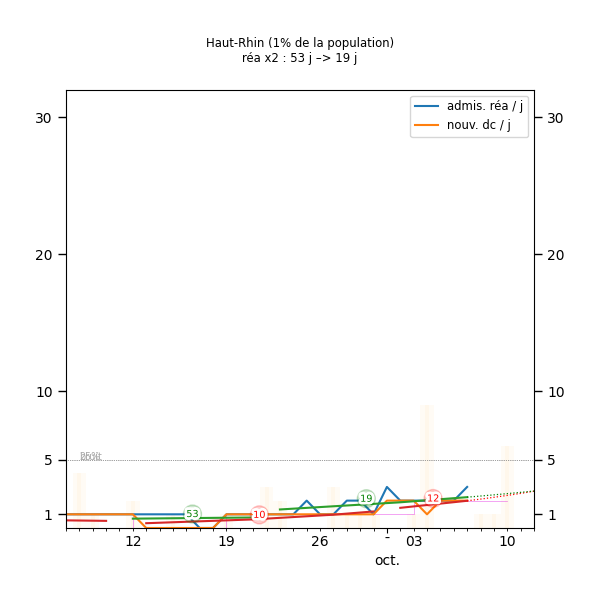 Haut-Rhin (1% de la population)
réa x2 : 53 j –> 19 j
admis. réa / j
nouv. dc / j
30 30
20 20
10 10
5 5
1 1
53
10
19
12
12 19 26 - 03 10
oct.